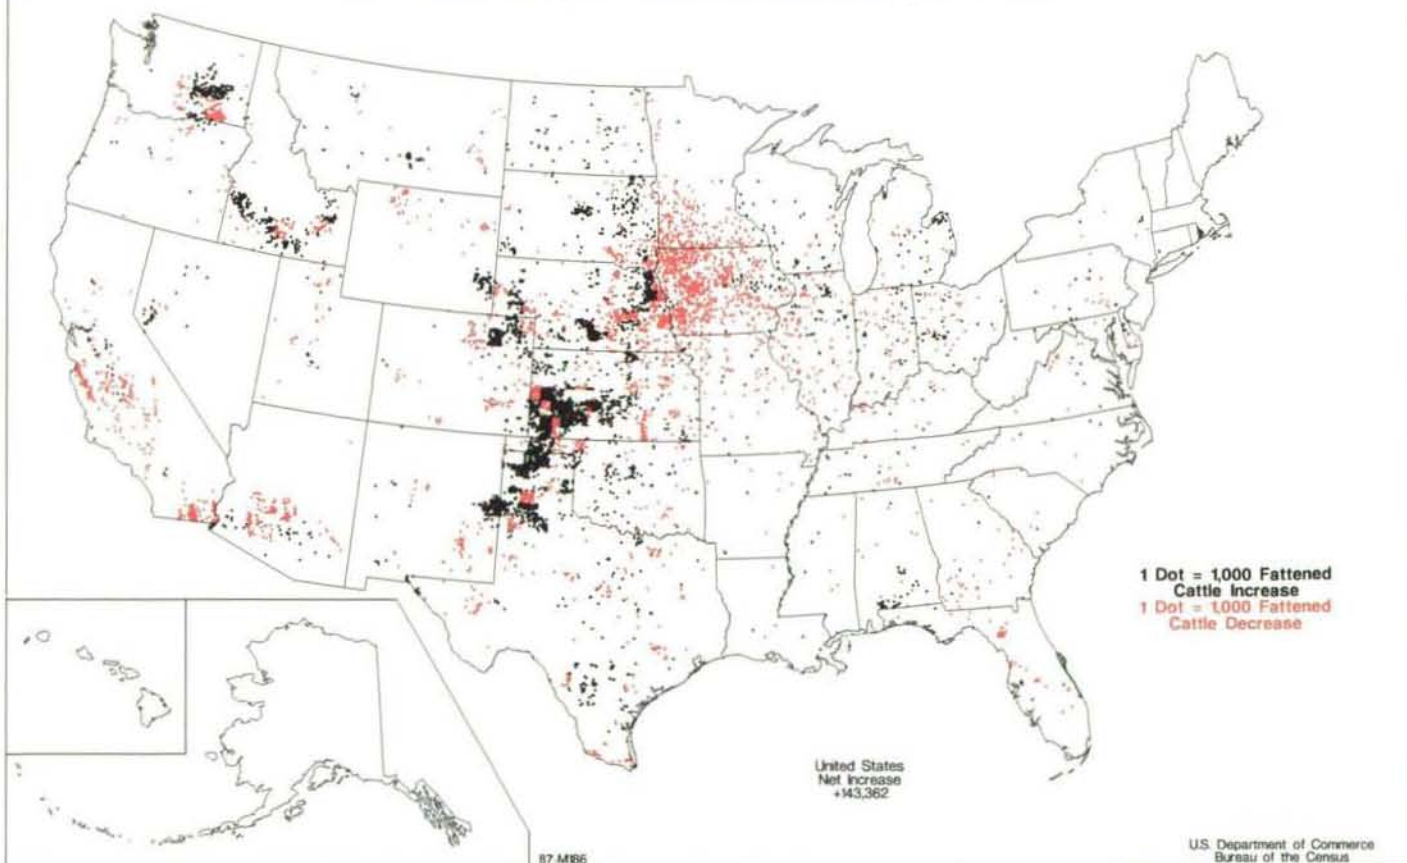 1 Dot = 1,000 Fattened
Cattle Increase
1 Dot = 1,000 Fattened
Cattle Decrease
United States
Net Increase
+143,362
87-M186
U.S. Department of Commerce
Bureau of the Census